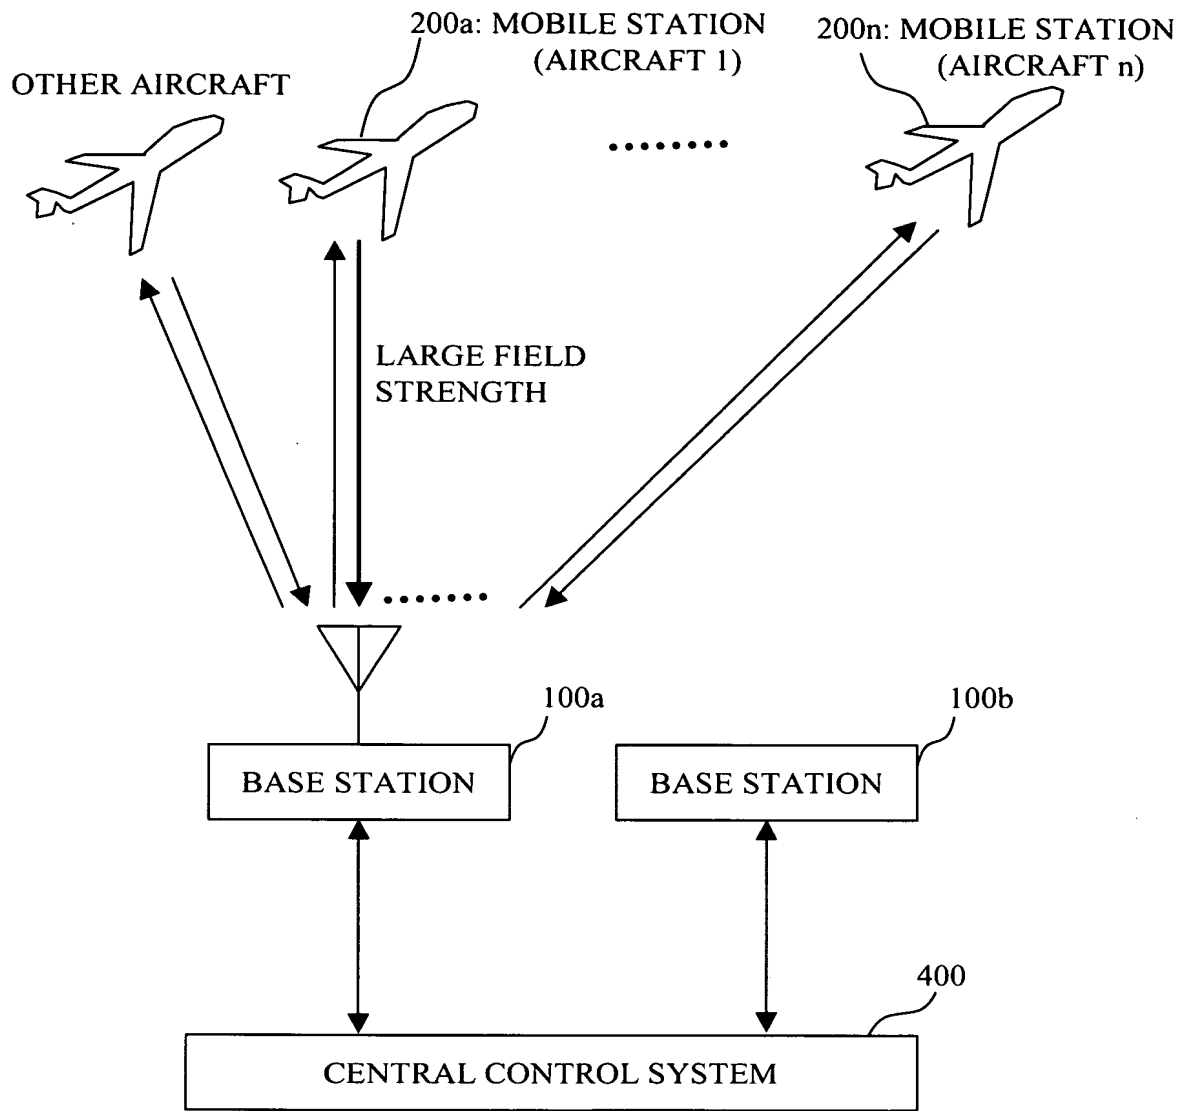 200a: MOBILE STATION
(AIRCRAFT 1)
200n: MOBILE STATION
(AIRCRAFT n)
OTHER AIRCRAFT
LARGE FIELD
STRENGTH
100a
100b
BASE STATION
BASE STATION
400
CENTRAL CONTROL SYSTEM